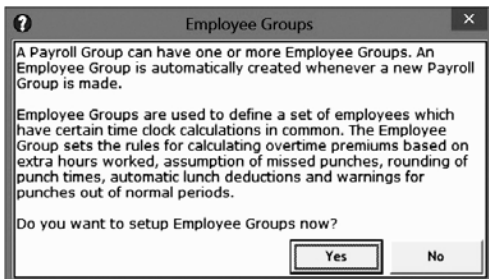 Employee Groups
A Payroll Group can have one or more Employee Groups. An
Employee Group is automatically created whenever a new Payroll
Group is made.
Employee Groups are used to define a set of employees which
have certain time clock calculations in common. The Employee
Group sets the rules for calculating overtime premiums based on
extra hours worked, assumption of missed punches, rounding of
punch times, automatic lunch deductions and warnings for
punches out of normal periods.
Do you want to setup Employee Groups now?
Yes No